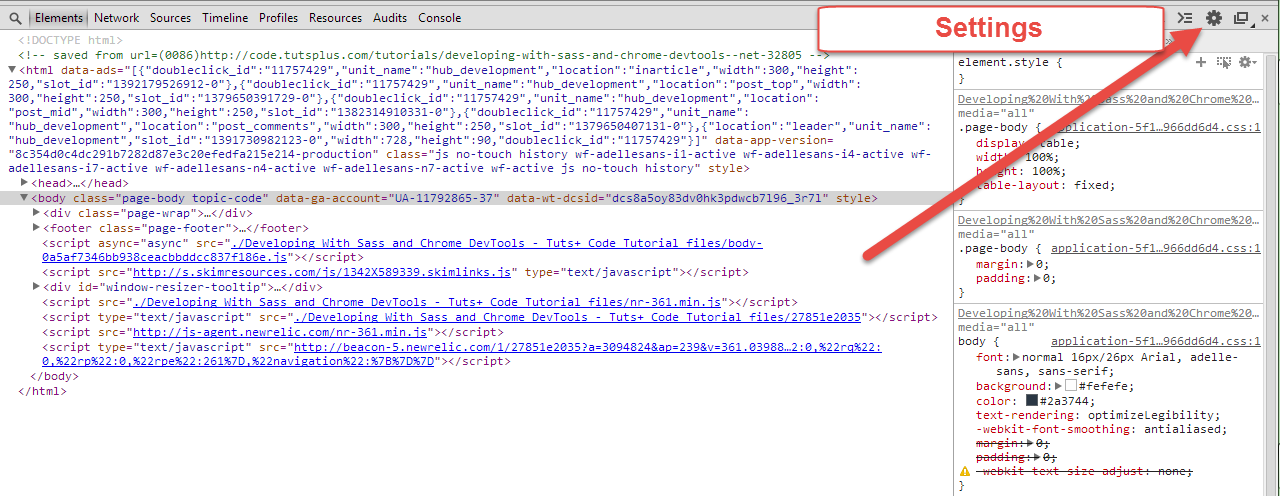 Elements Network Sources Timeline Profiles Resources Audits Console
Settings
<!DOCTYPE html>
<!-- saved from url=(0086)http://code.tutsplus.com/tutorials/developing-with-sass-and-chrome-devtools--net-32805 -->
<html data-ads="[{"doubleclick_id":"11757429","unit_name":"hub_development","location":"inarticle","width":300,"height":
250,"slot_id":"1392179526912-0"},{"doubleclick_id":"11757429","unit_name":"hub_development","location":"post_top","width":
300,"height":250,"slot_id":"1379650391729-0"},{"doubleclick_id":"11757429","unit_name":"hub_development","location":
"post_mid","width":300,"height":250,"slot_id":"1382314910331-0"},{"doubleclick_id":"11757429","unit_name":
"hub_development","location":"post_comments","width":300,"height":250,"slot_id":"1379650407131-0"},{"location":"leader","unit_name":
"hub_development","slot_id":"1391730982123-0","width":728,"height":90,"doubleclick_id":"11757429"}]" data-app-version=
"8c354d0c4dc291b7282d87e3c20efedfa215e214-production" class="js no-touch history wf-adellesans-i1-active wf-adellesans-i4-active wf-
adellesans-i7-active wf-adellesans-n4-active wf-adellesans-n7-active wf-active js no-touch history" style>
<head>…</head>
<body class="page-body topic-code" data-ga-account="UA-11792865-37" data-wt-dcsid="dcs8a5oy83dv0hk3pdwcb7l96_3r7l" style>
<div class="page-wrap">…</div>
<footer class="page-footer">…</footer>
<script async="async" src="./Developing With Sass and Chrome DevTools - Tuts+ Code Tutorial files/body-
0a5af7346bb938ceacbbddcc837f186e.js"></script>
<script src="http://s.skimresources.com/js/1342X589339.skimlinks.js" type="text/javascript"></script>
<div id="window-resizer-tooltip">…</div>
<script src="./Developing With Sass and Chrome DevTools - Tuts+ Code Tutorial files/nr-361.min.js"></script>
<script type="text/javascript" src="./Developing With Sass and Chrome DevTools - Tuts+ Code Tutorial files/27851e2035"></script>
<script src="http://js-agent.newrelic.com/nr-361.min.js"></script>
<script type="text/javascript" src="http://beacon-5.newrelic.com/1/27851e2035?a=3094824&ap=239&v=361.03988…2:0,%22rq%22:
0,%22rp%22:0,%22rpe%22:261%7D,%22navigation%22:%7B%7D%7D"></script>
</body>
</html>
element.style {
}
Developing%20With%20Sass%20and%20Chrome%20…
media="all"
.page-body { application-5f1…966dd6d4.css:1
display: table;
width: 100%;
height: 100%;
table-layout: fixed;
}
Developing%20With%20Sass%20and%20Chrome%20…
media="all"
.page-body { application-5f1…966dd6d4.css:1
margin: 0;
padding: 0;
}
Developing%20With%20Sass%20and%20Chrome%20…
media="all"
body { application-5f1…966dd6d4.css:1
font: normal 16px/26px Arial, adelle-
sans, sans-serif;
background: #fefefe;
color: #2a3744;
text-rendering: optimizeLegibility;
-webkit-font-smoothing: antialiased;
margin: 0;
padding: 0;
-webkit-text-size-adjust: none;
}